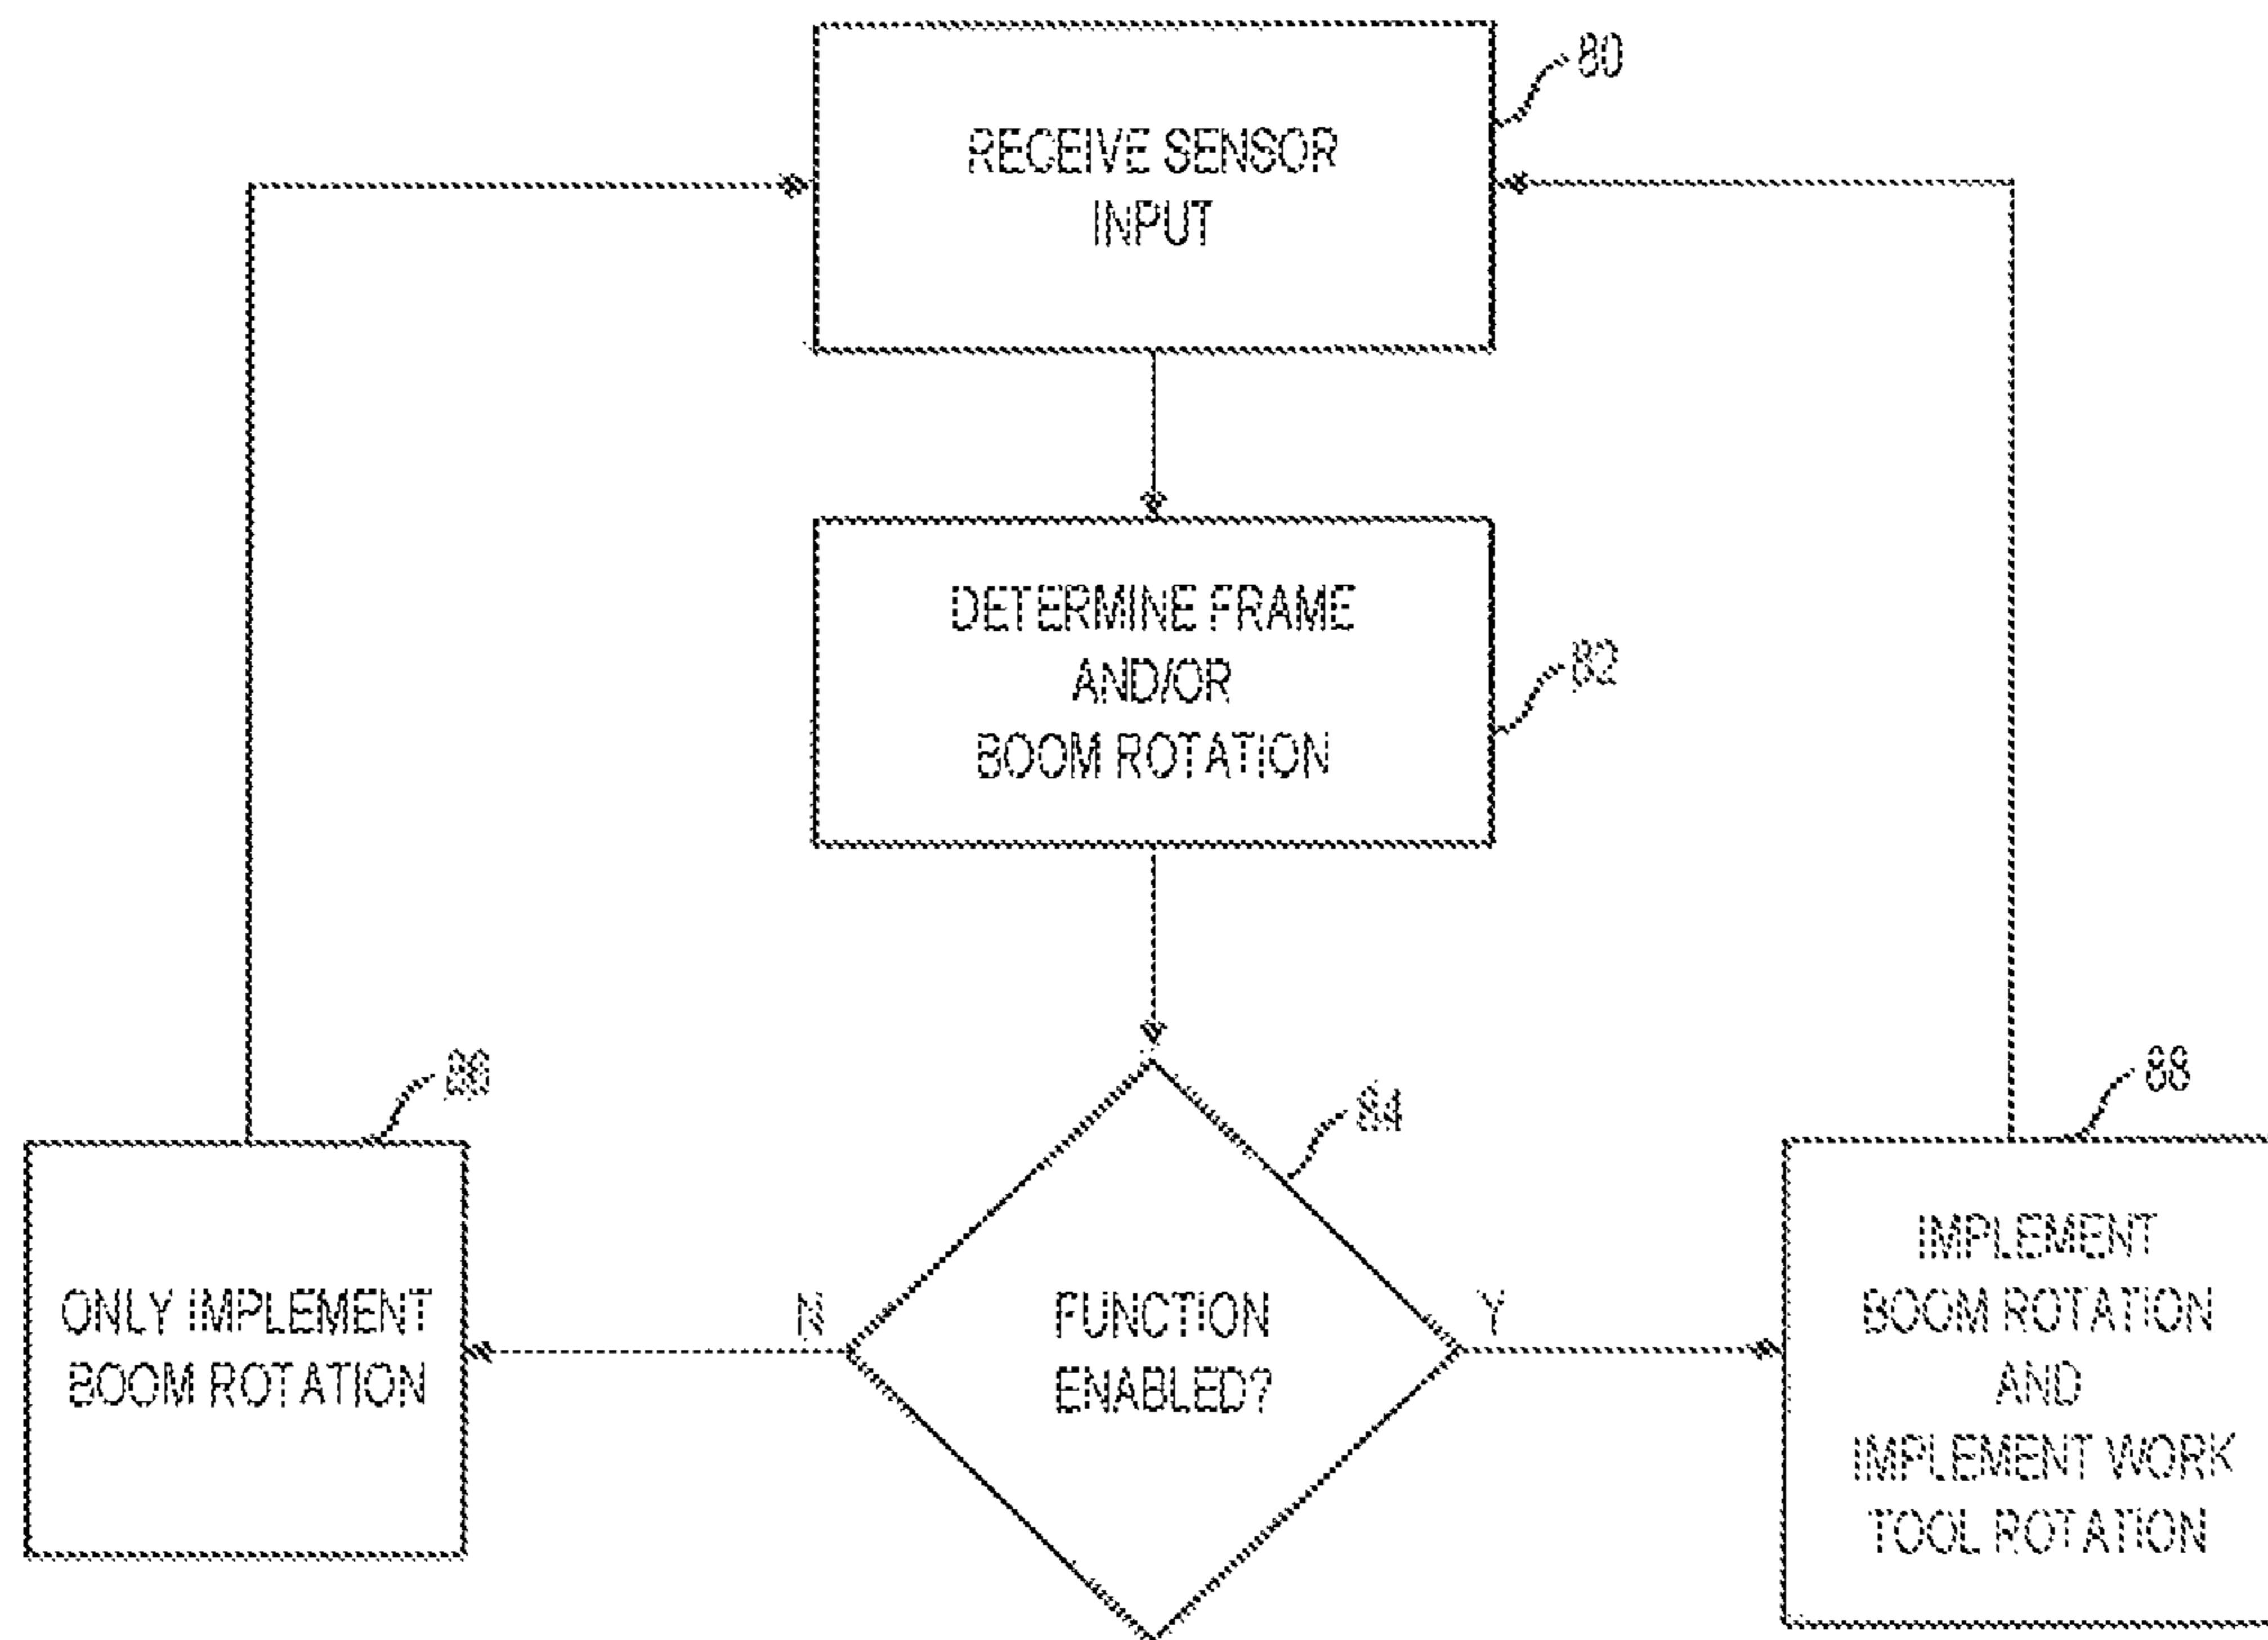 80
RECEIVE SENSOR
INPUT
82
DETERMINE FRAME
AND/OR
BOOM ROTATION
86
84
88
ONLY IMPLEMENT
BOOM ROTATION
N
FUNCTION
ENABLED?
Y
IMPLEMENT
BOOM ROTATION
AND
IMPLEMENT WORK
TOOL ROTATION